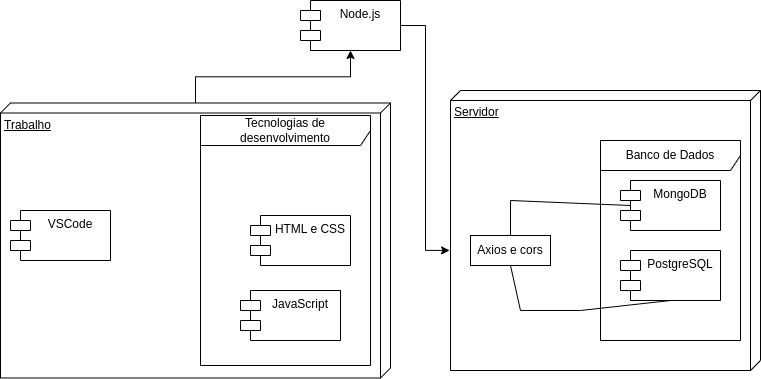 Node.js
Trabalho
Tecnologias de
desenvolvimento
VSCode
HTML e CSS
JavaScript
Servidor
Banco de Dados
MongoDB
Axios e cors
PostgreSQL